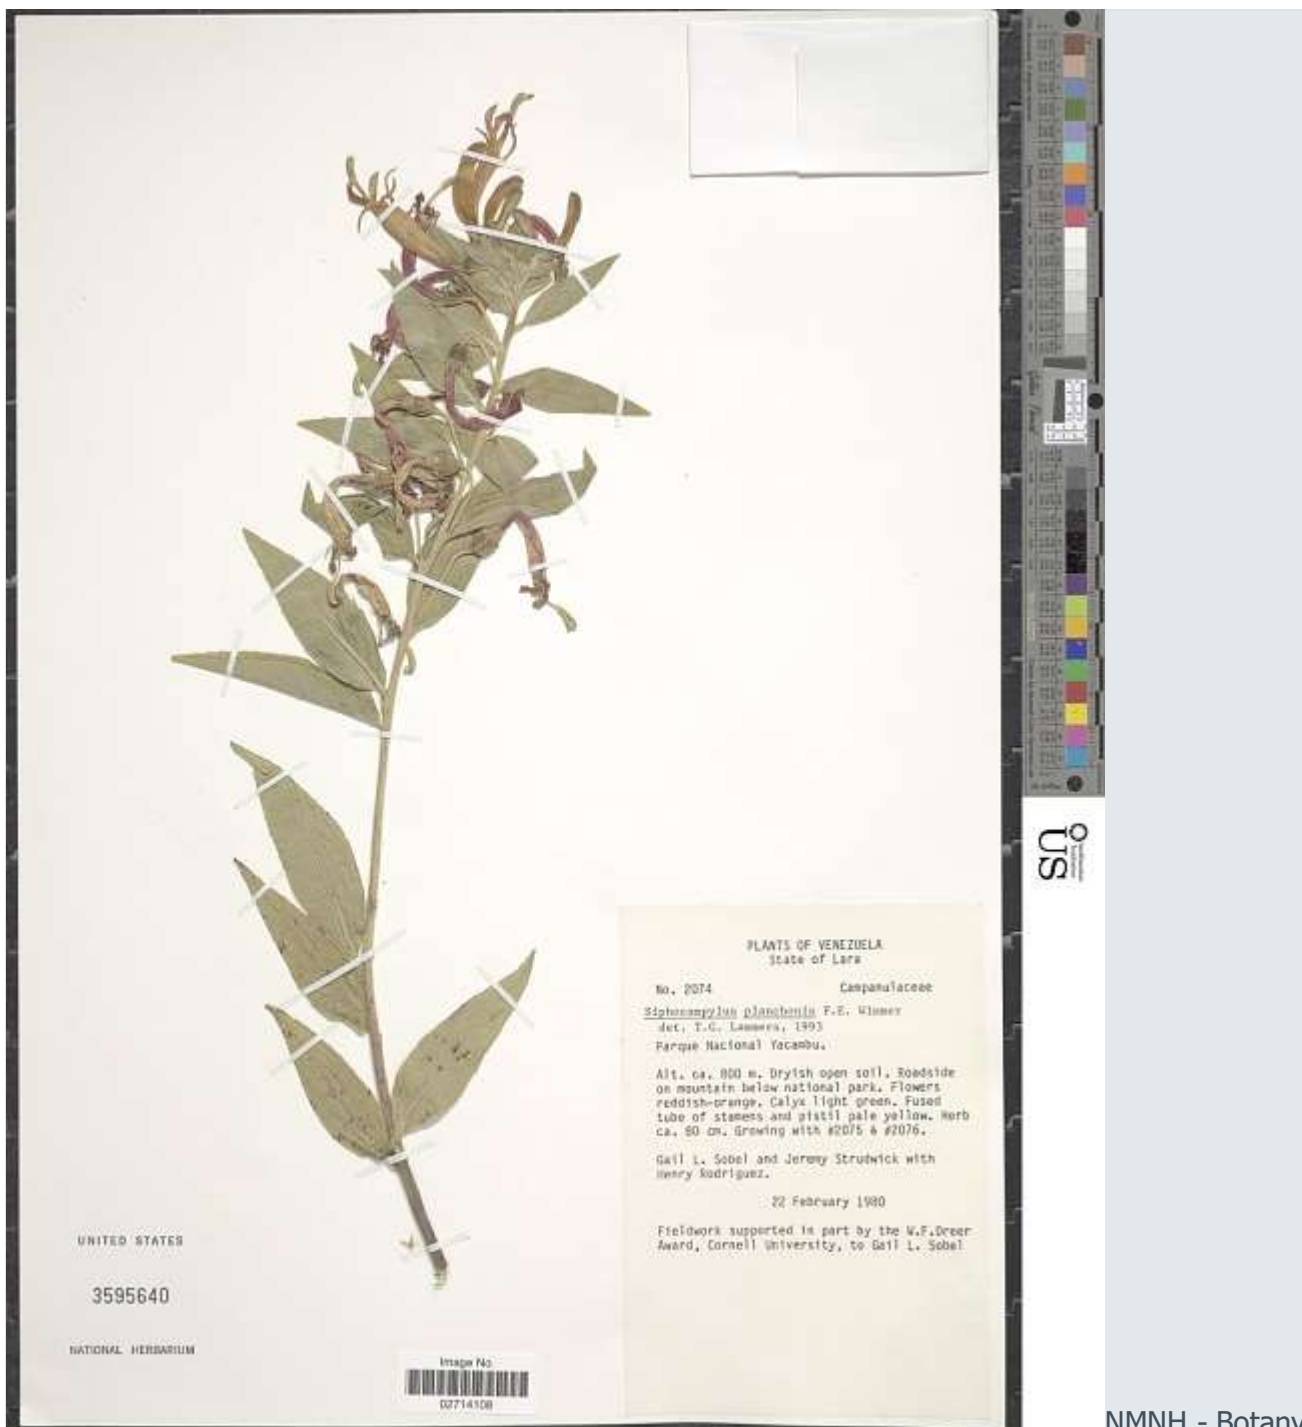 PLANTS OF VENEZUELA
State of Lara
No. 2074 Campanulaceae
Siphocampylus planchonis F.E. Wimmer
det. T.G. Lammers, 1993
Parque Nacional Yacambu.
Alt. ca. 800 m. Dryish open soil. Roadside
on mountain below national park. Flowers
reddish-orange. Calyx light green. Fused
tube of stamens and pistil pale yellow. Herb
ca. 80 cm. Growing with #2075 & #2076.
Gail L. Sobel and Jeremy Strudwick with
Henry Rodriguez.
22 February 1980
Fieldwork supported in part by the W.F.Dreer
Award, Cornell University, to Gail L. Sobel
UNITED STATES
3595640
NATIONAL HERBARIUM
Image No.
02714108
US
NMNH - Botany